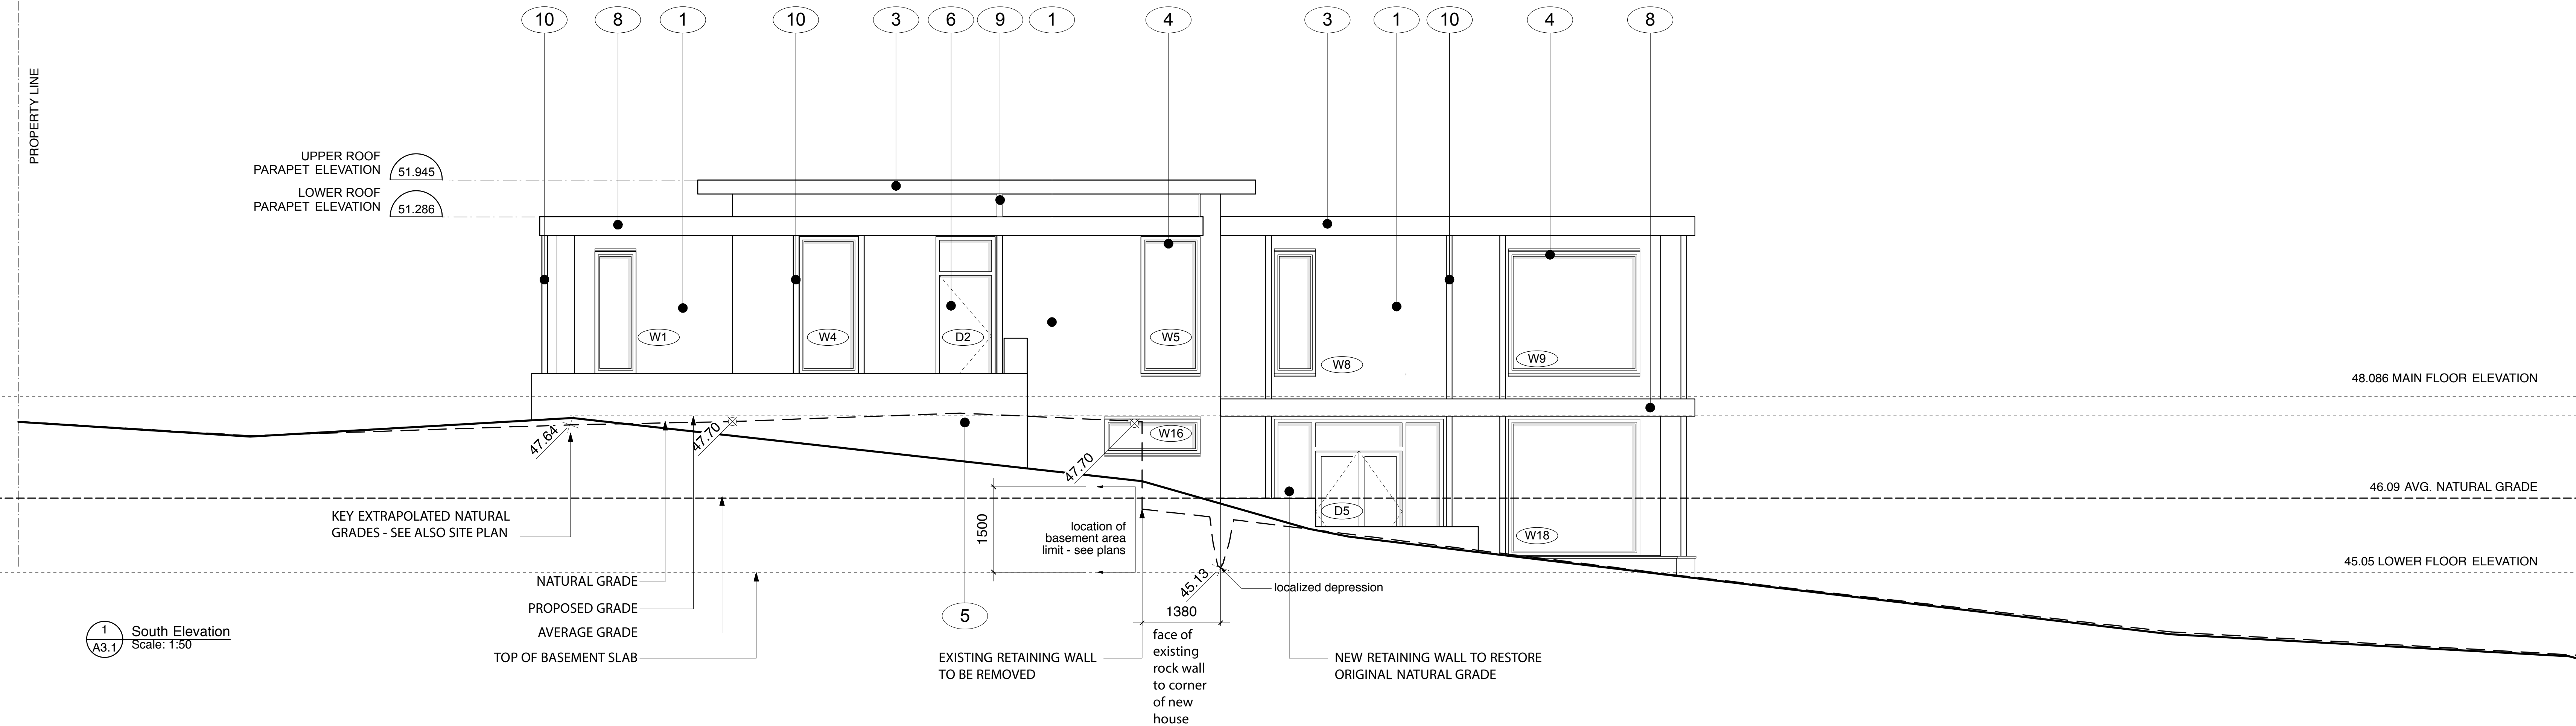 10
8
1
10
3
6
9
1
4
3
1
10
4
8
PROPERTY LINE
UPPER ROOF
PARAPET ELEVATION
51.945
LOWER ROOF
PARAPET ELEVATION
51.286
W1
W4
D2
W5
W8
W9
48.086 MAIN FLOOR ELEVATION
47.64
47.70
47.70
W16
46.09 AVG. NATURAL GRADE
KEY EXTRAPOLATED NATURAL
GRADES - SEE ALSO SITE PLAN
1500
location of
basement area
limit - see plans
D5
W18
45.05 LOWER FLOOR ELEVATION
NATURAL GRADE
45.13
localized depression
PROPOSED GRADE
5
1380
AVERAGE GRADE
1
A3.1
South Elevation
Scale: 1:50
TOP OF BASEMENT SLAB
EXISTING RETAINING WALL
TO BE REMOVED
face of
existing
rock wall
to corner
of new
house
NEW RETAINING WALL TO RESTORE
ORIGINAL NATURAL GRADE